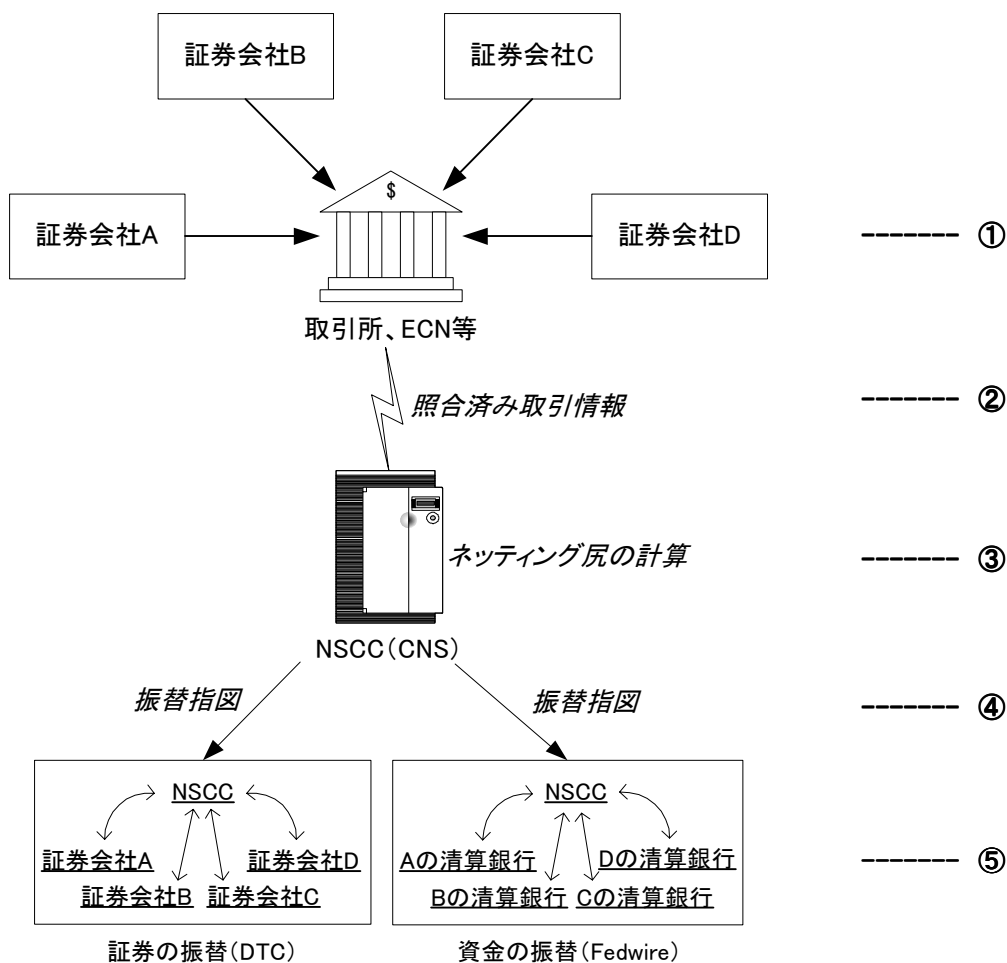 証券会社B
証券会社C
証券会社A
$
証券会社D
------- ①
取引所、ECN等
照合済み取引情報
------- ②
ネッティング尻の計算
------- ③
NSCC(CNS)
振替指図
振替指図
------- ④
NSCC
証券会社A
証券会社D
証券会社B
証券会社C
NSCC
Aの清算銀行
Dの清算銀行
Bの清算銀行
Cの清算銀行
------- ⑤
証券の振替(DTC)
資金の振替(Fedwire)